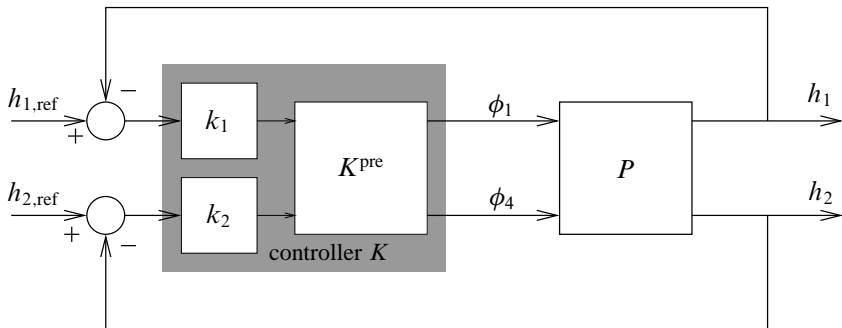 −
h₁,ref
+
k₁
Kᵖʳᵉ
ϕ₁
P
h₁
h₂,ref
+
−
k₂
ϕ₄
h₂
controller K